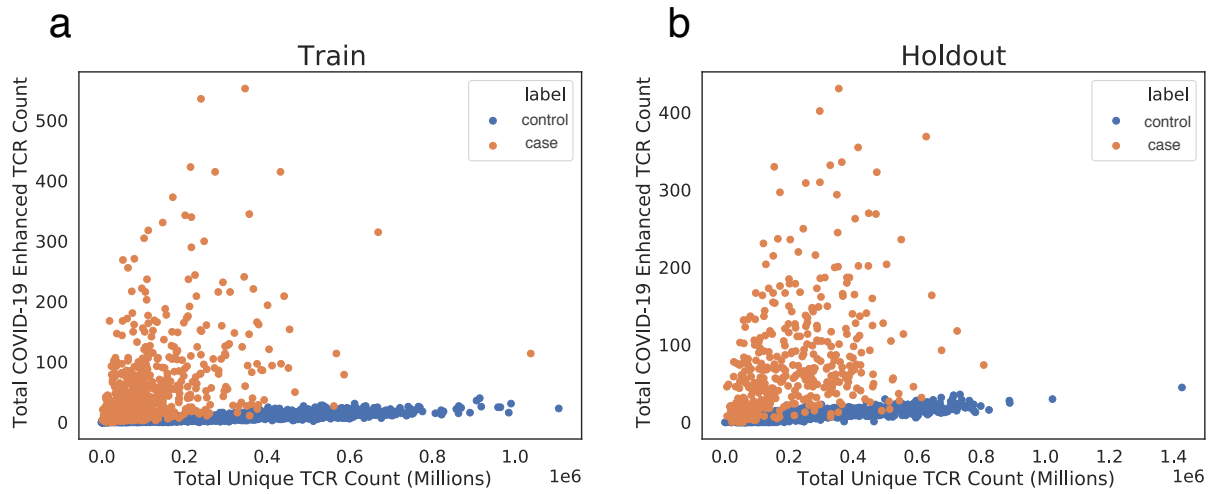 a
Train
Total COVID-19 Enhanced TCR Count
500
400
300
200
100
0
label
control
case
0.0 0.2 0.4 0.6 0.8 1.0
1e6
Total Unique TCR Count (Millions)
b
Holdout
Total COVID-19 Enhanced TCR Count
400
300
200
100
0
label
control
case
0.0 0.2 0.4 0.6 0.8 1.0 1.2 1.4
1e6
Total Unique TCR Count (Millions)